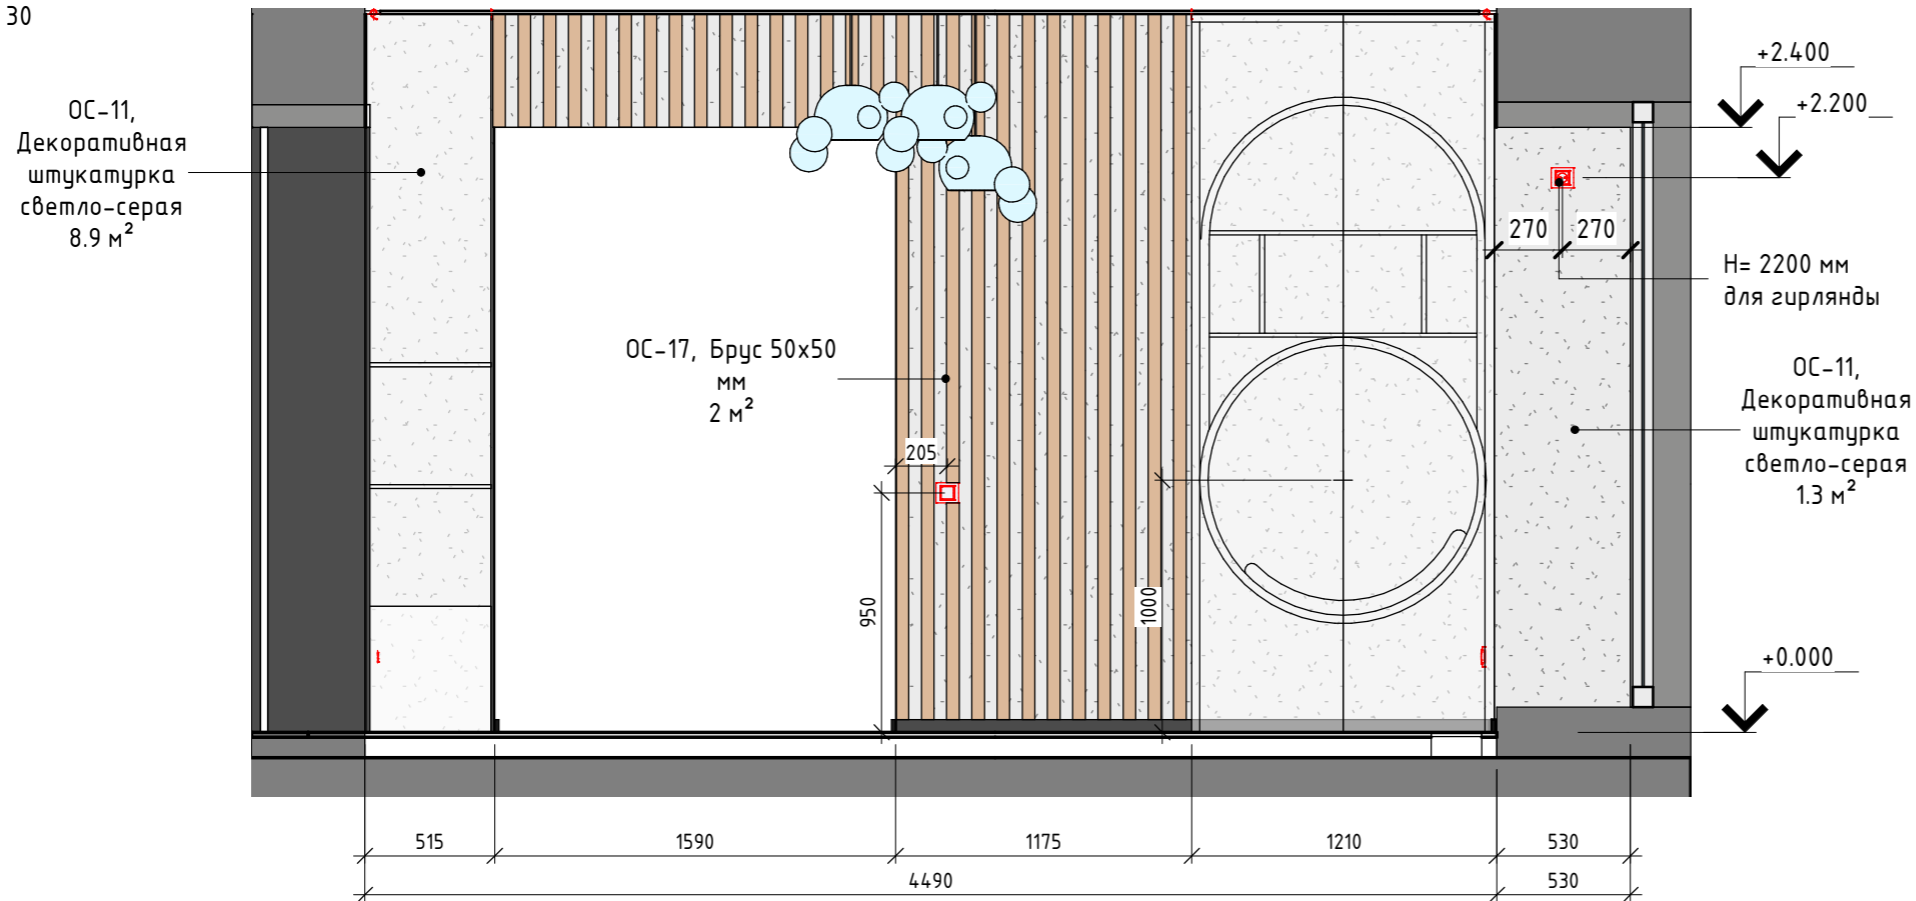 30
ОС-11,
Декоративная
штукатурка
светло-серая
8.9 м²
ОС-17, Брус 50х50
мм
2 м²
205
950
1000
+2.400
+2.200
270
270
Н= 2200 мм
для гирлянды
ОС-11,
Декоративная
штукатурка
светло-серая
1.3 м²
+0.000
515
1590
1175
1210
530
4490
530